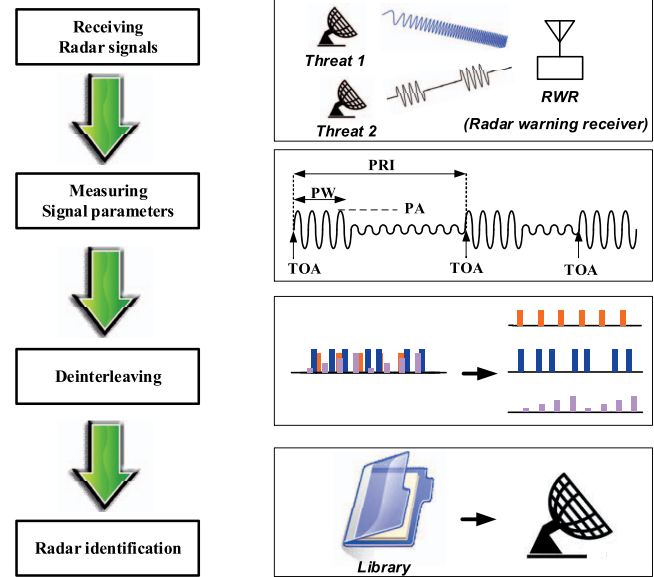 Receiving
Radar signals
Threat 1
Threat 2
RWR
(Radar warning receiver)
Measuring
Signal parameters
PRI
PW
PA
TOA
TOA
TOA
Deinterleaving
Radar identification
Library